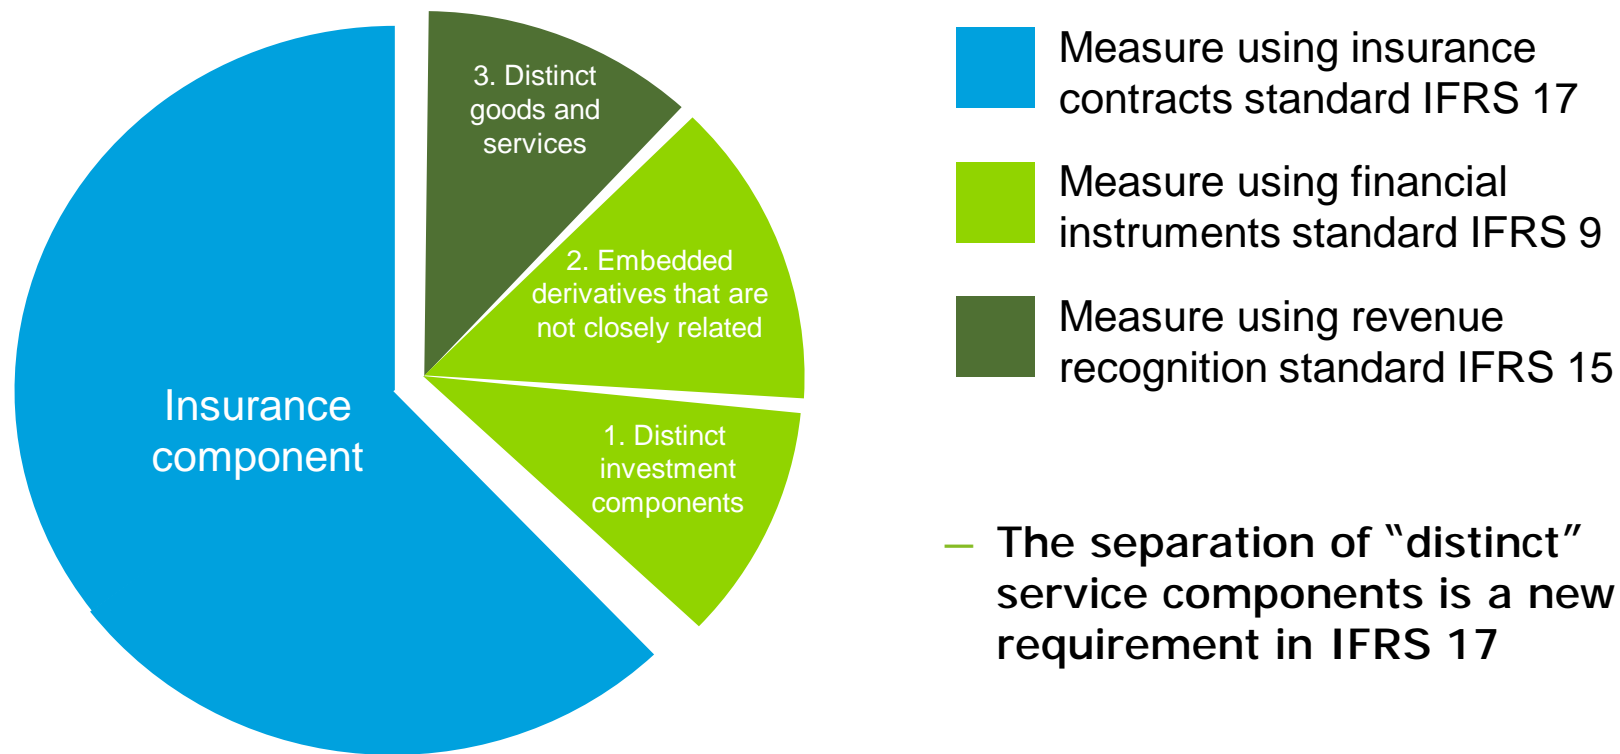 3. Distinct
goods and
services
2. Embedded
derivatives that are
not closely related
1. Distinct
investment
components
Insurance
component
Measure using insurance
contracts standard IFRS 17
Measure using financial
instruments standard IFRS 9
Measure using revenue
recognition standard IFRS 15
– The separation of “distinct”
service components is a new
requirement in IFRS 17